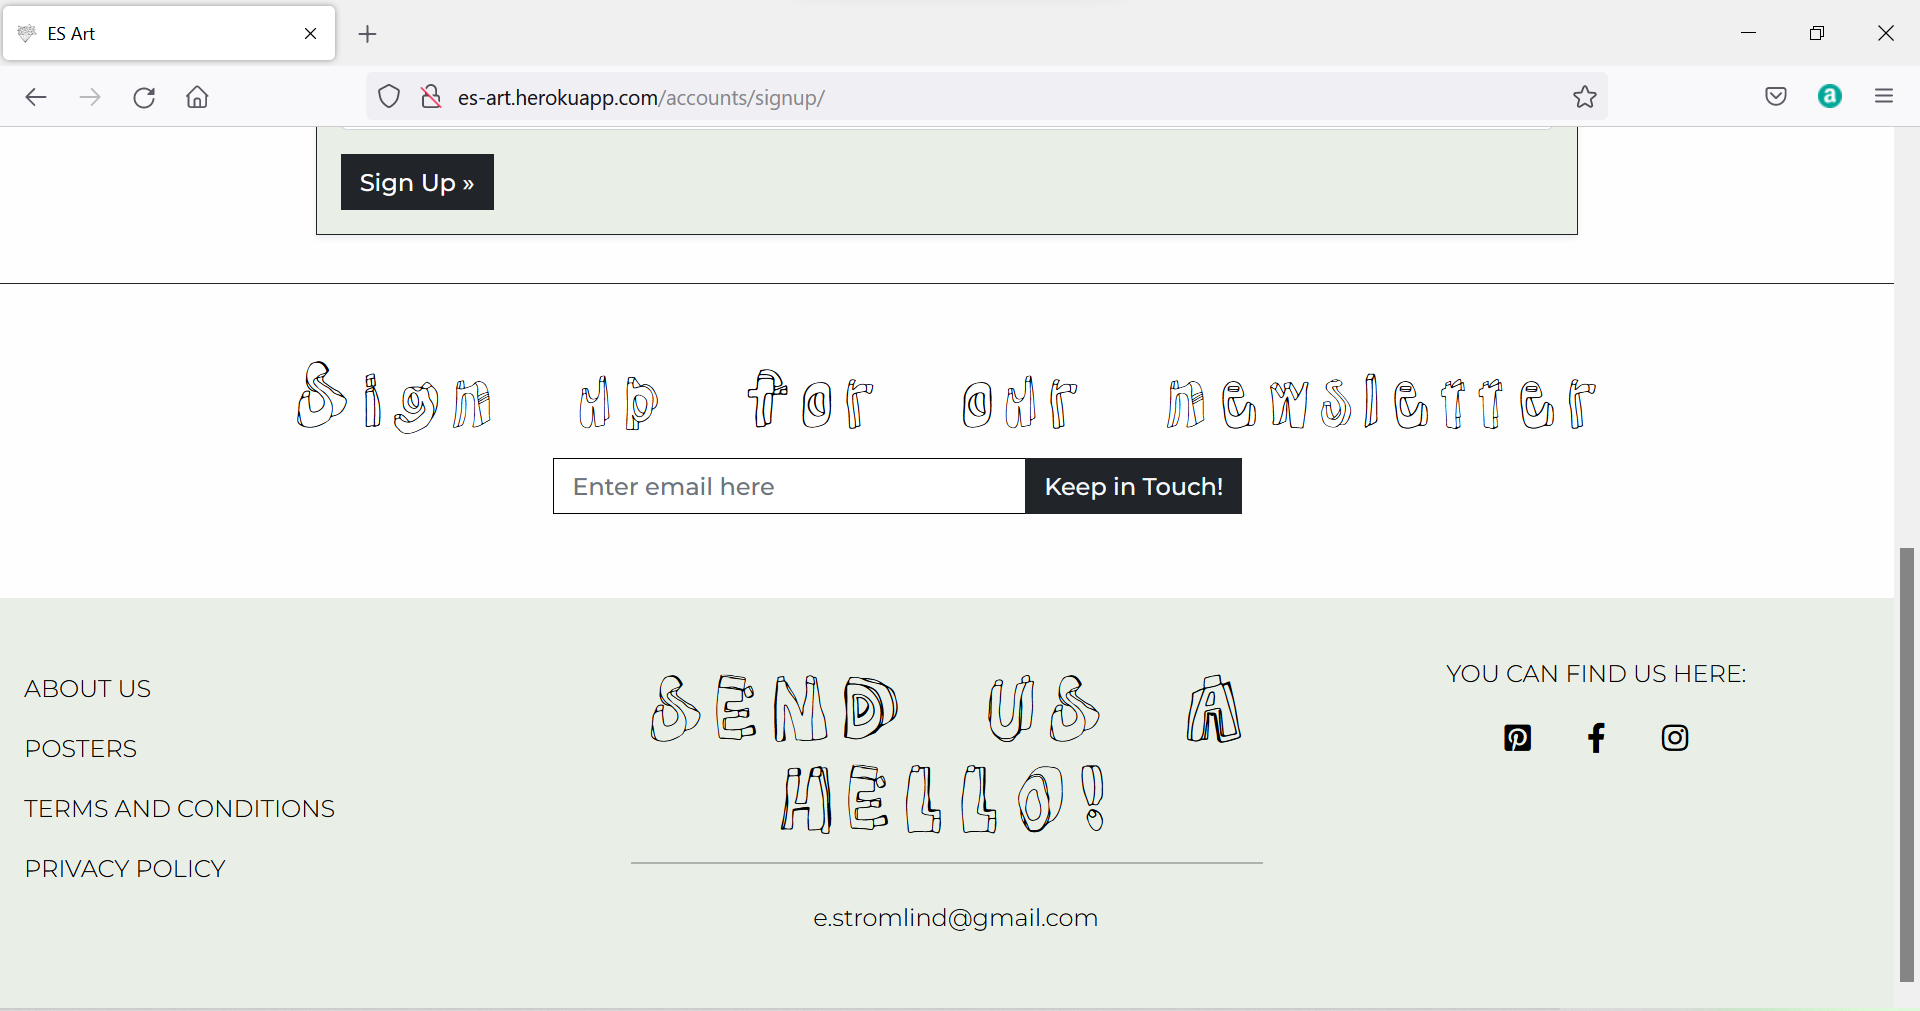 ES Art
es-art.herokuapp.com/accounts/signup/
Sign Up »
Sign up for our newsletter
Enter email here
Keep in Touch!
ABOUT US
POSTERS
TERMS AND CONDITIONS
PRIVACY POLICY
SEND US A
HELLO!
e.stromlind@gmail.com
YOU CAN FIND US HERE: